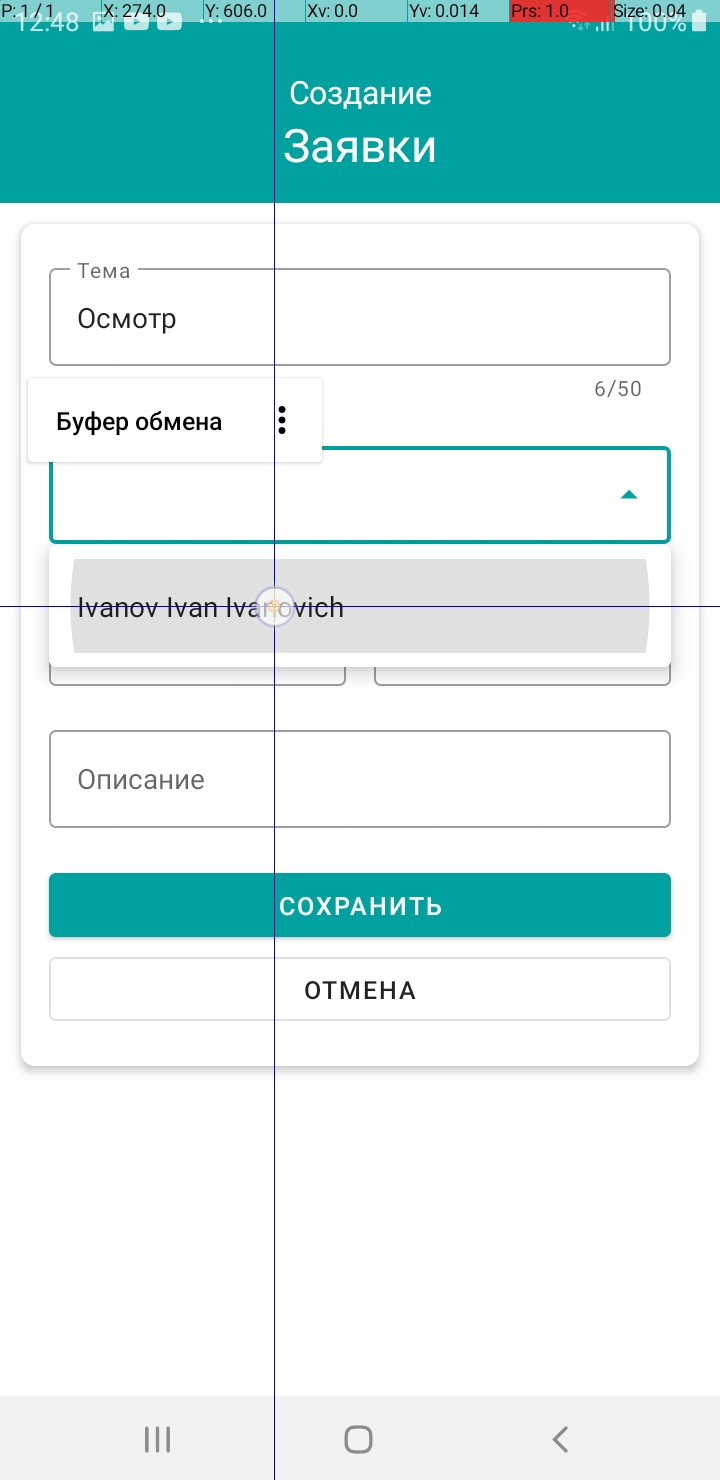 P: 1 / 1 X: 274.0 Y: 606.0 Xv: 0.0 Yv: 0.014 Prs: 1.0 Size: 0.04
12:48 100%
Создание
Заявки
Тема
Осмотр
6/50
Буфер обмена
Ivanov Ivan Ivanovich
Описание
СОХРАНИТЬ
ОТМЕНА